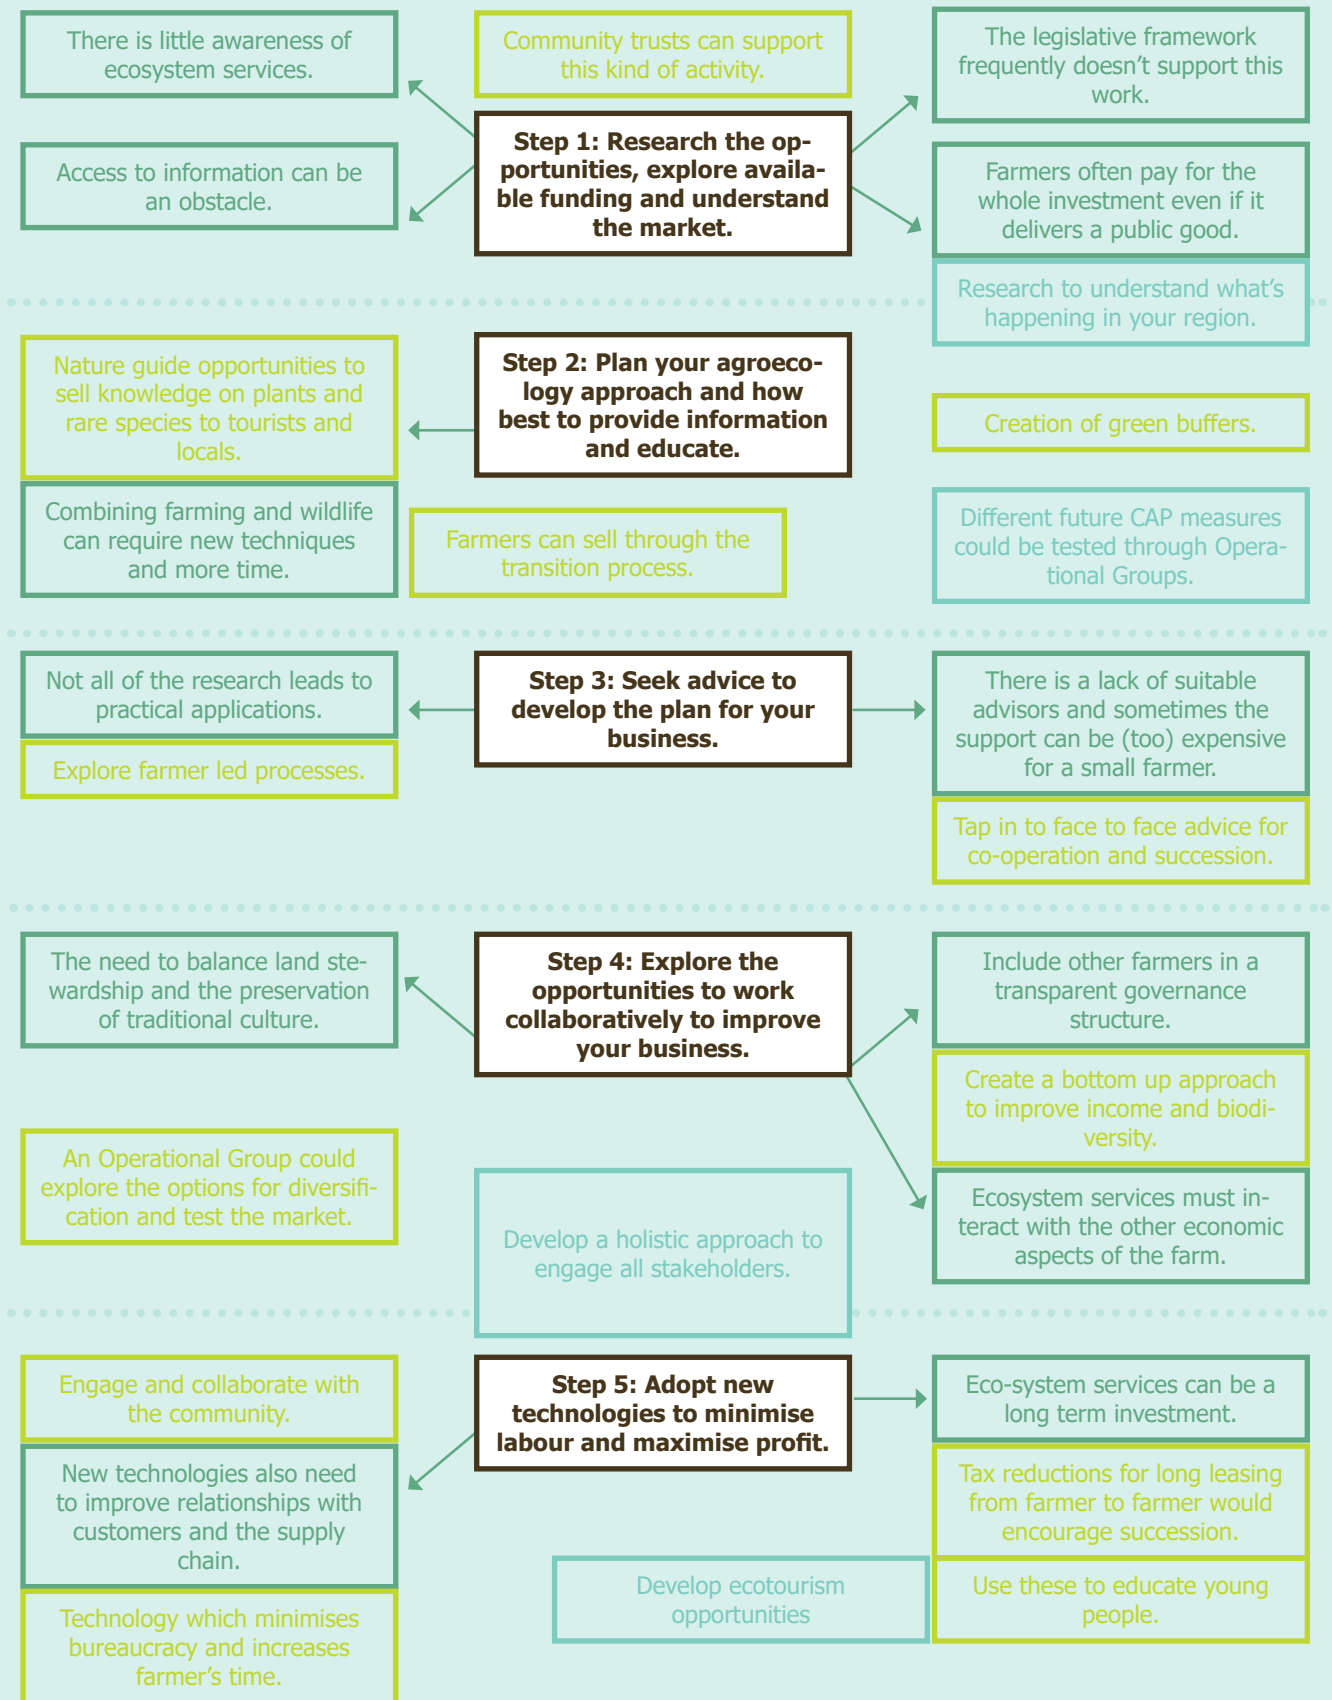 There is little awareness of
ecosystem services.
Community trusts can support
this kind of activity.
The legislative framework
frequently doesn't support this
work.
Access to information can be
an obstacle.
Step 1: Research the op-
portunities, explore availa-
ble funding and understand
the market.
Farmers often pay for the
whole investment even if it
delivers a public good.
Research to understand what's
happening in your region.
Nature guide opportunities to
sell knowledge on plants and
rare species to tourists and
locals.
Step 2: Plan your agroeco-
logy approach and how
best to provide information
and educate.
Creation of green buffers.
Combining farming and wildlife
can require new techniques
and more time.
Farmers can sell through the
transition process.
Different future CAP measures
could be tested through Opera-
tional Groups.
Not all of the research leads to
practical applications.
Explore farmer led processes.
Step 3: Seek advice to
develop the plan for your
business.
There is a lack of suitable
advisors and sometimes the
support can be (too) expensive
for a small farmer.
Tap in to face to face advice for
co-operation and succession.
The need to balance land ste-
wardship and the preservation
of traditional culture.
Step 4: Explore the
opportunities to work
collaboratively to improve
your business.
Include other farmers in a
transparent governance
structure.
Create a bottom up approach
to improve income and biodi-
versity.
An Operational Group could
explore the options for diversifi-
cation and test the market.
Develop a holistic approach to
engage all stakeholders.
Ecosystem services must in-
teract with the other economic
aspects of the farm.
Engage and collaborate with
the community.
Step 5: Adopt new
technologies to minimise
labour and maximise profit.
Eco-system services can be a
long term investment.
New technologies also need
to improve relationships with
customers and the supply
chain.
Tax reductions for long leasing
from farmer to farmer would
encourage succession.
Technology which minimises
bureaucracy and increases
farmer's time.
Develop ecotourism
opportunities
Use these to educate young
people.